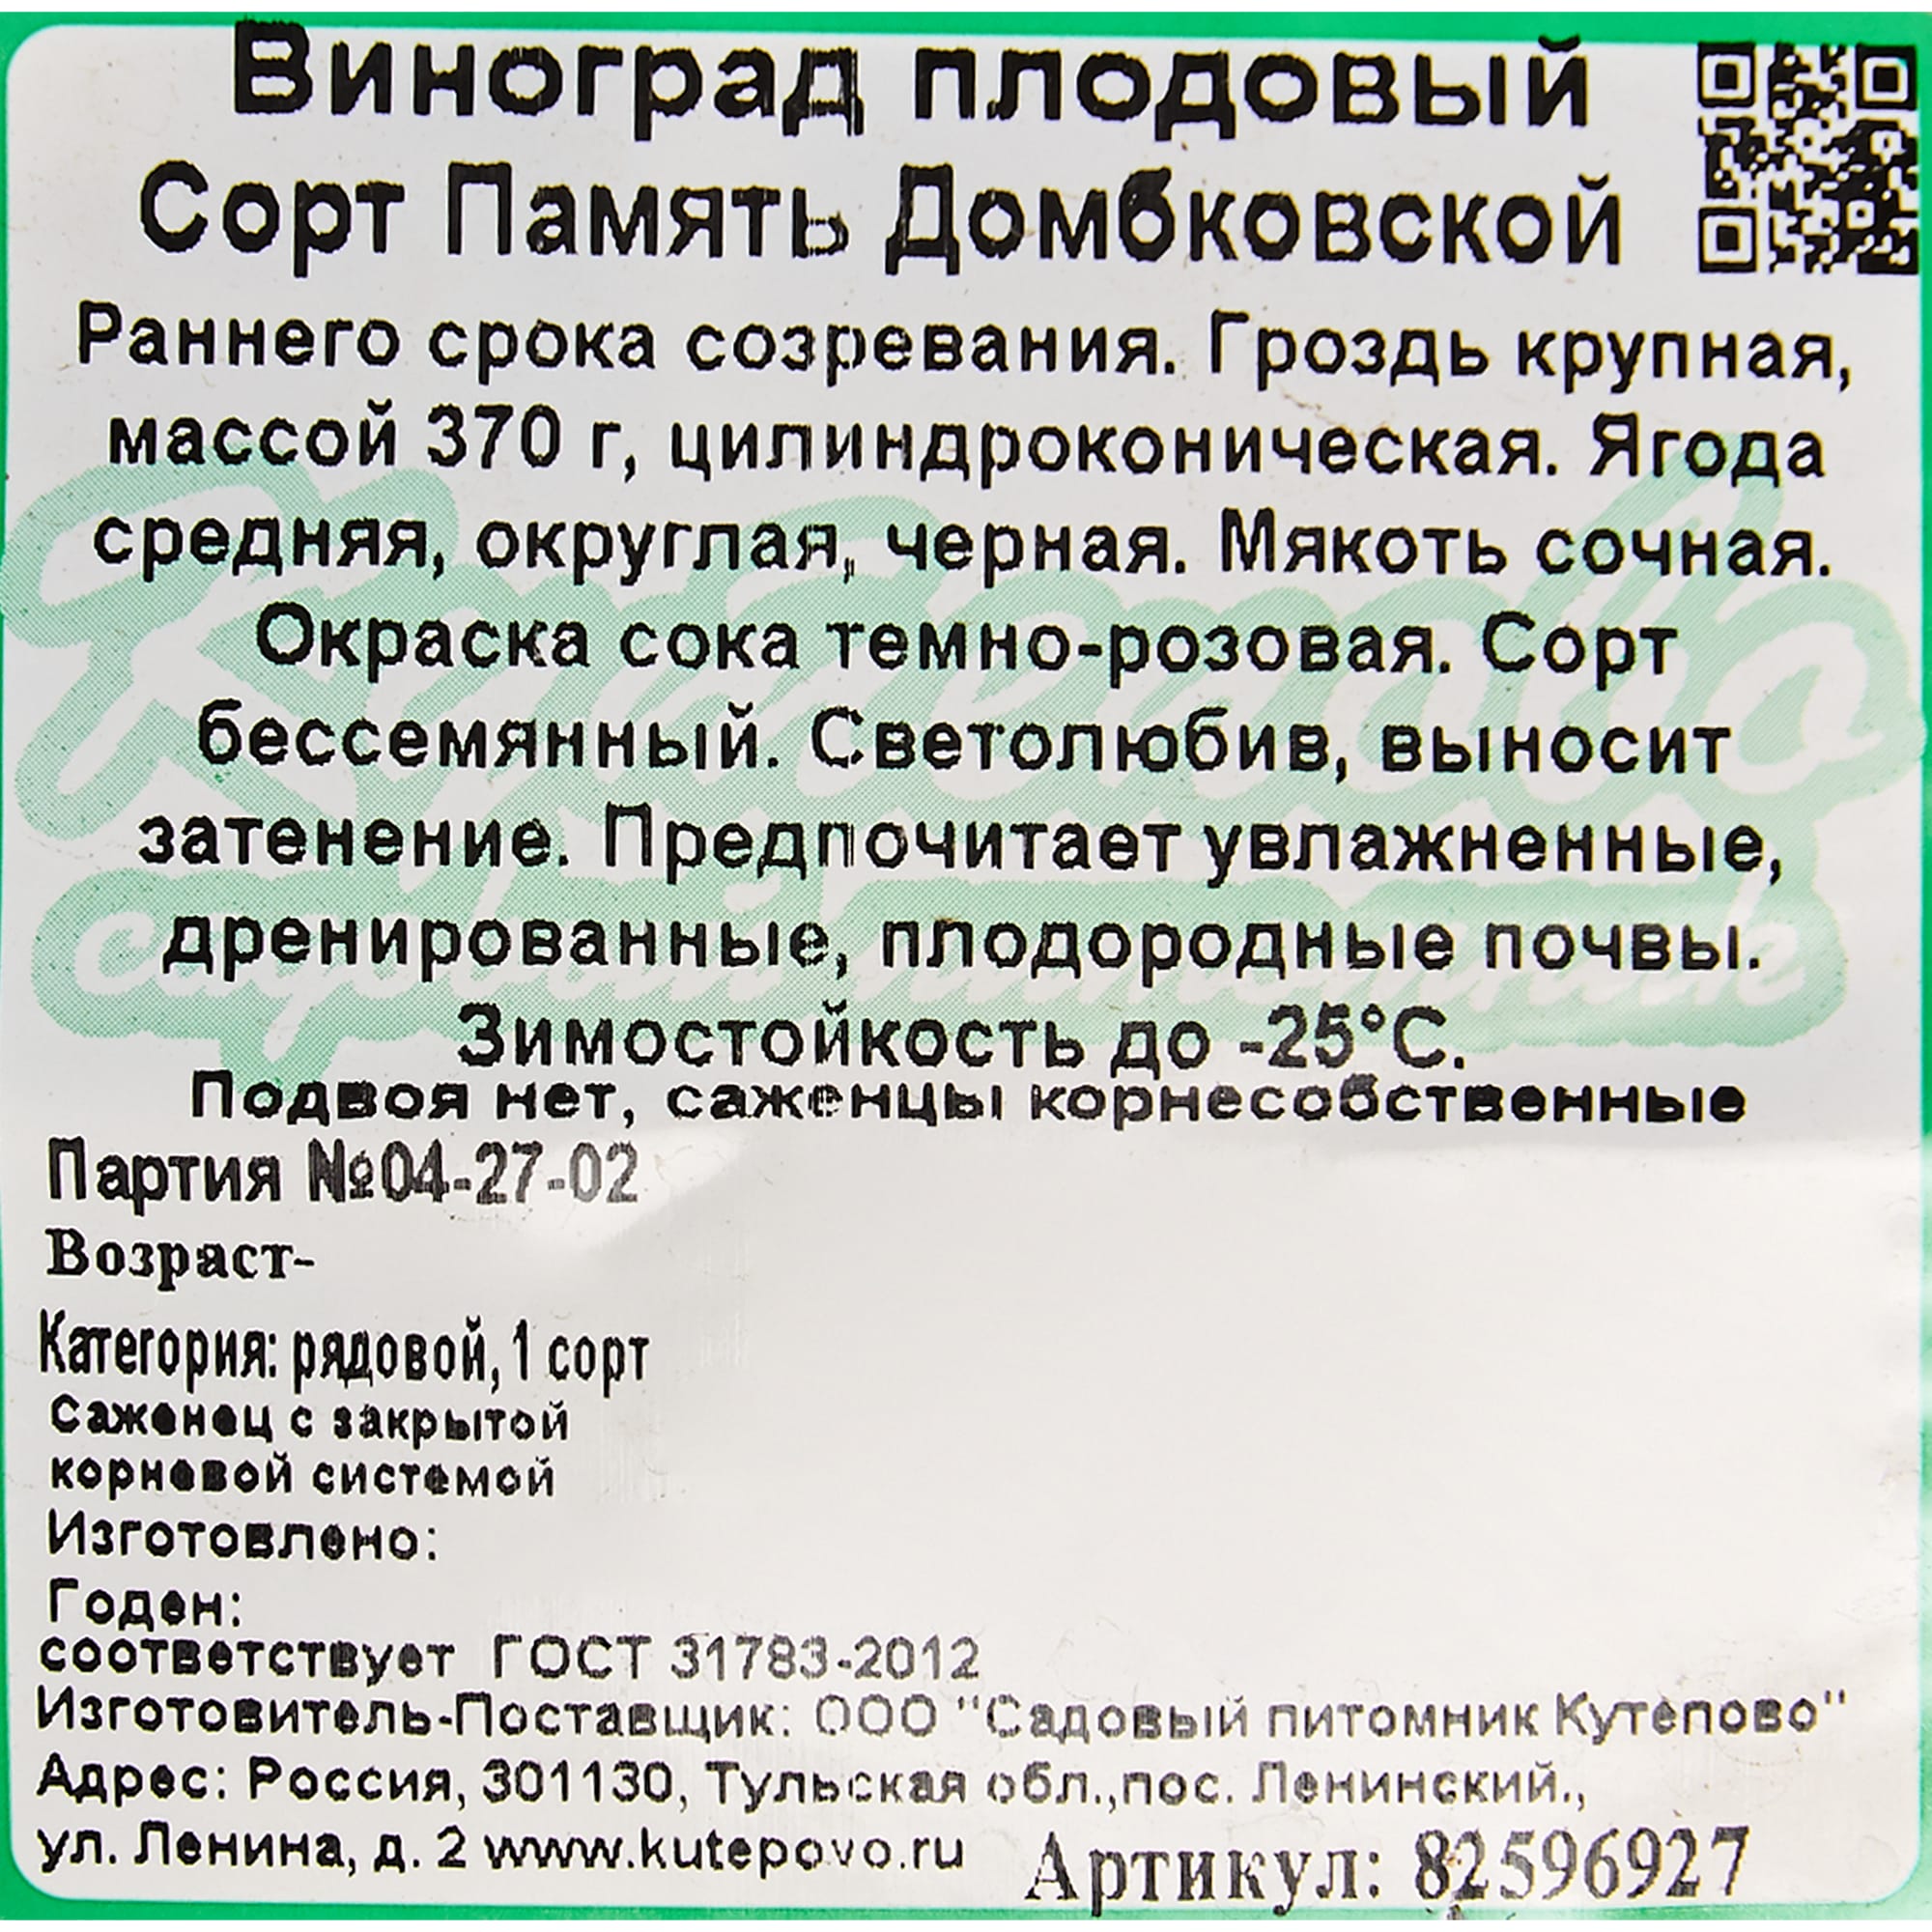 Виноград плодовый
Сорт Память Домбковской
Раннего срока созревания. Гроздь крупная,
массой 370 г, цилиндроконическая. Ягода
средняя, округлая, черная. Мякоть сочная.
Окраска сока темно-розовая. Сорт
бессемянный. Светолюбив, выносит
затенение. Предпочитает увлажненные,
дренированные, плодородные почвы.
Зимостойкость до -25°С.
Подвоя нет, саженцы корнесобственные
Партия №04-27-02
Возраст-
Категория: рядовой, 1 сорт
Саженец с закрытой
корневой системой
Изготовлено:
Годен:
соответствует ГОСТ 31783-2012
Изготовитель-Поставщик: ООО "Садовый питомник Кутепово"
Адрес: Россия, 301130, Тульская обл.,пос. Ленинский.,
ул. Ленина, д. 2 www.kutepovo.ru
Артикул: 82596927
Кутепово
садовый питомник